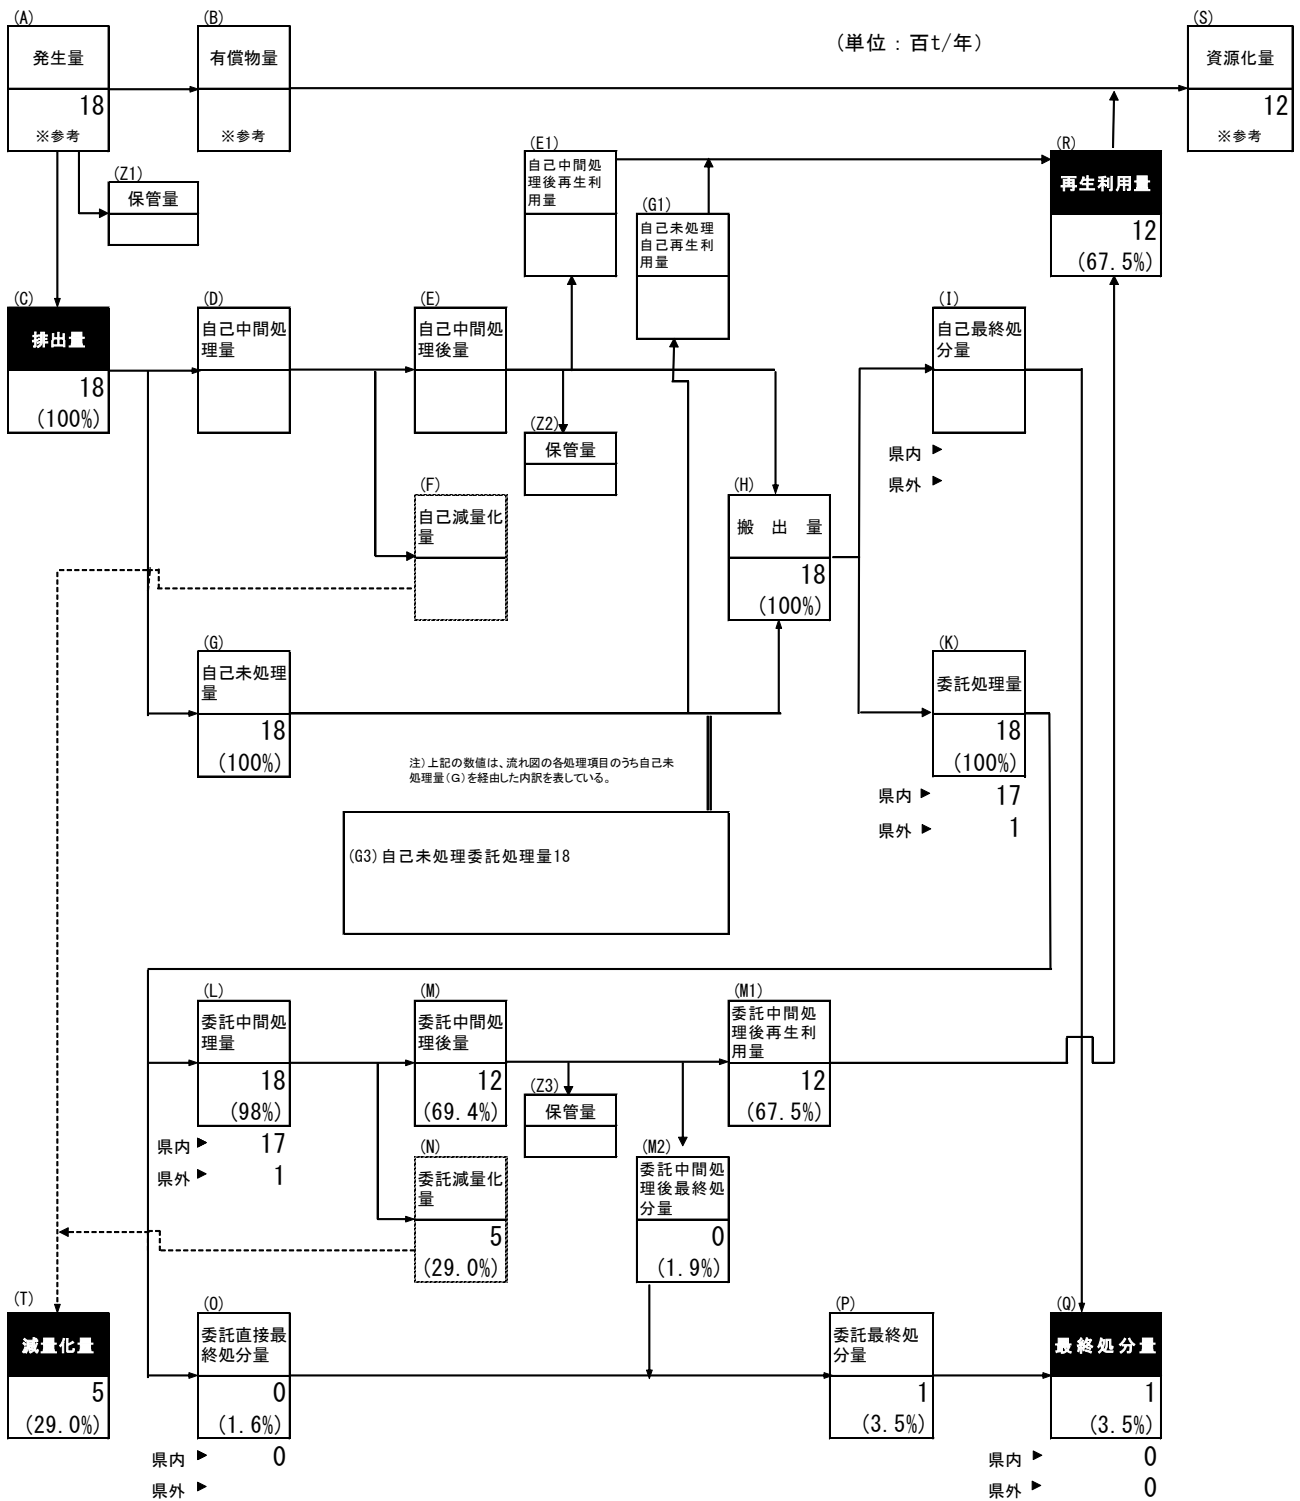 (A)
発生量
18
※参考
(B)
有償物量
※参考
(単位：百t/年)
(S)
資源化量
12
※参考
(Z1)
保管量
(E1)
自己中間処
理後再生利
用量
(G1)
自己未処理
自己再生利
用量
(R)
再生利用量
12
(67.5%)
(C)
排出量
18
(100%)
(D)
自己中間処
理量
(E)
自己中間処
理後量
(Z2)
保管量
(I)
自己最終処
分量
県内 ▶
県外 ▶
(F)
自己減量化
量
(H)
搬 出 量
18
(100%)
(G)
自己未処理
量
18
(100%)
(K)
委託処理量
18
(100%)
県内 ▶ 17
県外 ▶ 1
注）上記の数値は、流れ図の各処理項目のうち自己未
処理量（G）を経由した内訳を表している。
(G3)自己未処理委託処理量18
(L)
委託中間処
理量
18
(98%)
県内 ▶ 17
県外 ▶ 1
(M)
委託中間処
理後量
12
(69.4%)
(Z3)
保管量
(M1)
委託中間処
理後再生利
用量
12
(67.5%)
(N)
委託減量化
量
5
(29.0%)
(M2)
委託中間処
理後最終処
分量
0
(1.9%)
(T)
減量化量
5
(29.0%)
(O)
委託直接最
終処分量
0
(1.6%)
県内 ▶ 0
県外 ▶
(P)
委託最終処
分量
1
(3.5%)
(Q)
最終処分量
1
(3.5%)
県内 ▶ 0
県外 ▶ 0